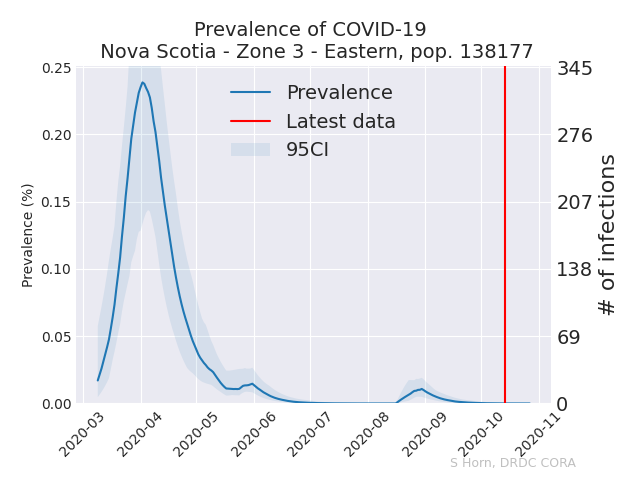 Prevalence of COVID-19
Nova Scotia - Zone 3 - Eastern, pop. 138177
Prevalence
Latest data
95CI
Prevalence (%)
0.25
0.20
0.15
0.10
0.05
0.00
345
276
207
138
69
0
# of infections
2020-03
2020-04
2020-05
2020-06
2020-07
2020-08
2020-09
2020-10
2020-11
S Horn, DRDC CORA